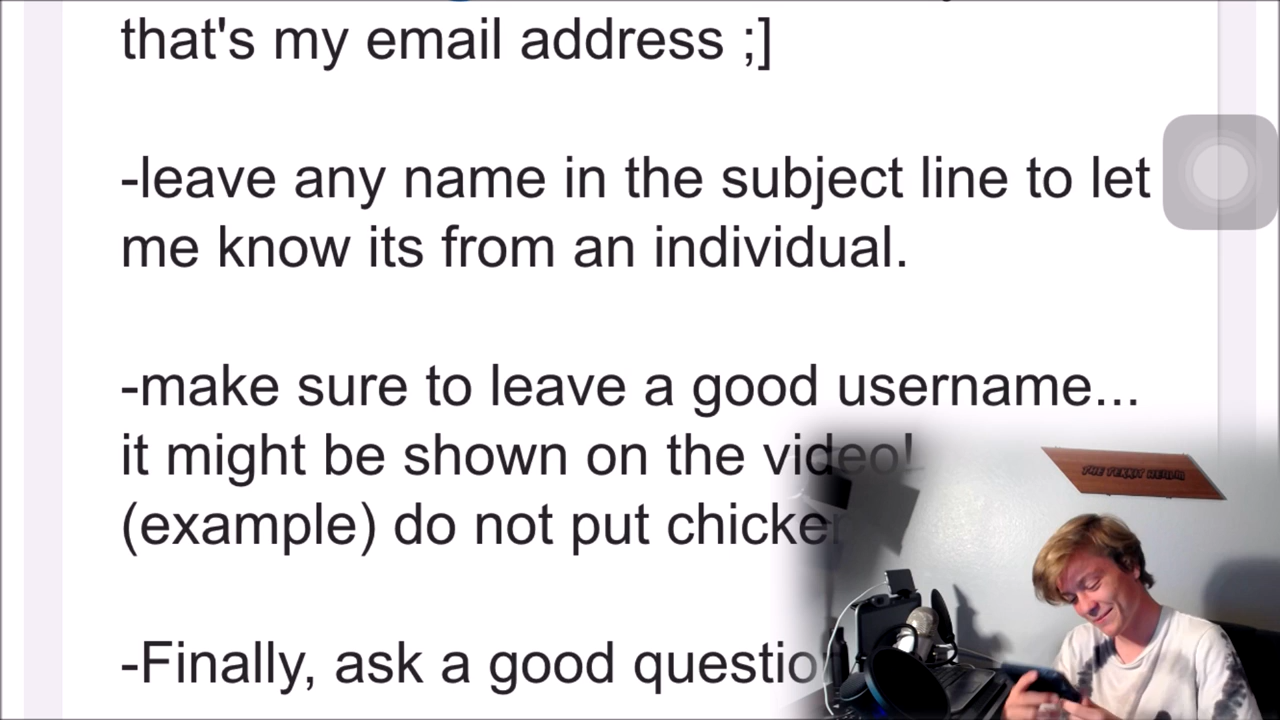 that's my email address ;]
-leave any name in the subject line to let
me know its from an individual.
-make sure to leave a good username...
it might be shown on the video!
(example) do not put
-Finally, ask a good
THE